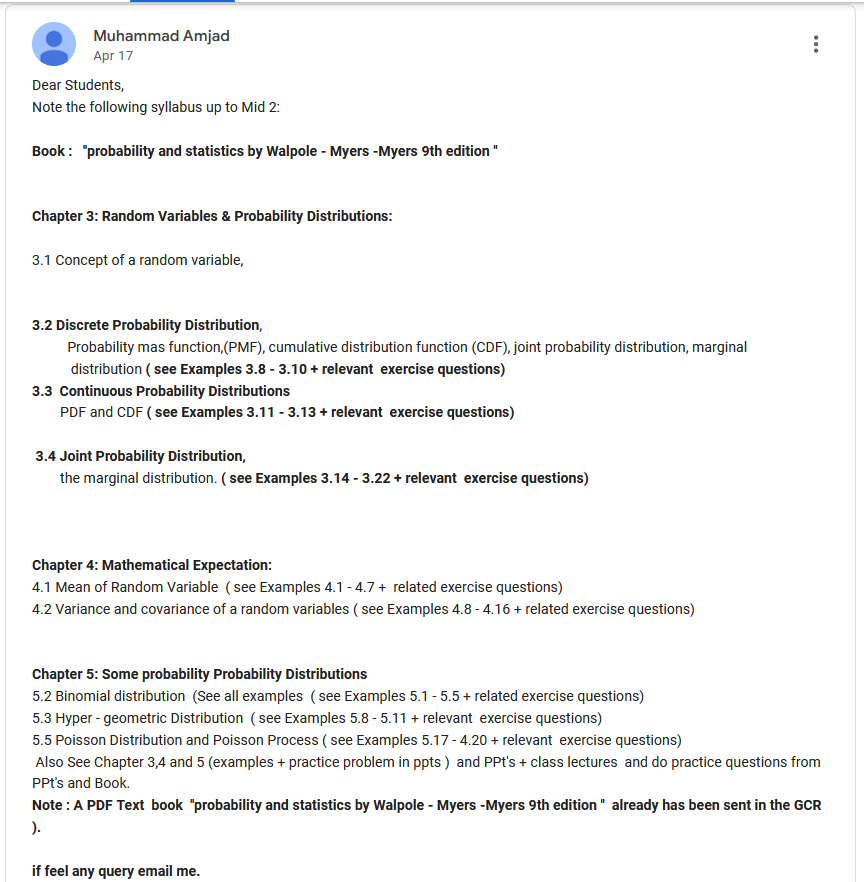 Muhammad Amjad
Apr 17
Dear Students,
Note the following syllabus up to Mid 2:
Book :   "probability and statistics by Walpole - Myers -Myers 9th edition "
Chapter 3: Random Variables & Probability Distributions:
3.1 Concept of a random variable,
3.2 Discrete Probability Distribution,
Probability mas function,(PMF), cumulative distribution function (CDF), joint probability distribution, marginal
distribution ( see Examples 3.8 - 3.10 + relevant  exercise questions)
3.3  Continuous Probability Distributions
PDF and CDF ( see Examples 3.11 - 3.13 + relevant  exercise questions)
3.4 Joint Probability Distribution,
the marginal distribution. ( see Examples 3.14 - 3.22 + relevant  exercise questions)
Chapter 4: Mathematical Expectation:
4.1 Mean of Random Variable  ( see Examples 4.1 - 4.7 +  related exercise questions)
4.2 Variance and covariance of a random variables ( see Examples 4.8 - 4.16 + related exercise questions)
Chapter 5: Some probability Probability Distributions
5.2 Binomial distribution  (See all examples  ( see Examples 5.1 - 5.5 + related exercise questions)
5.3 Hyper - geometric Distribution  ( see Examples 5.8 - 5.11 + relevant  exercise questions)
5.5 Poisson Distribution and Poisson Process ( see Examples 5.17 - 4.20 + relevant  exercise questions)
Also See Chapter 3,4 and 5 (examples + practice problem in ppts )  and PPt's + class lectures  and do practice questions from
PPt's and Book.
Note : A PDF Text  book  "probability and statistics by Walpole - Myers -Myers 9th edition "  already has been sent in the GCR
).
if feel any query email me.